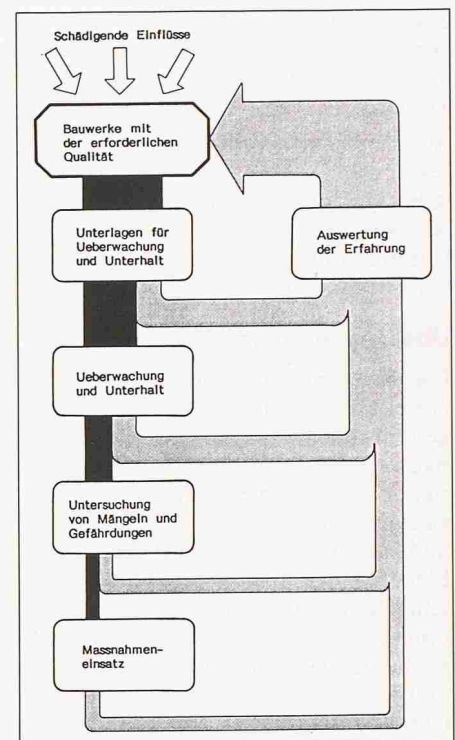 Schädigende Einflüsse
Bauwerke mit
der erforderlichen
Qualität
Unterlagen für
Ueberwachung
und Unterhalt
Auswertung
der Erfahrung
Ueberwachung
und Unterhalt
Untersuchung
von Mängeln und
Gefährdungen
Massnahmen-
einsatz